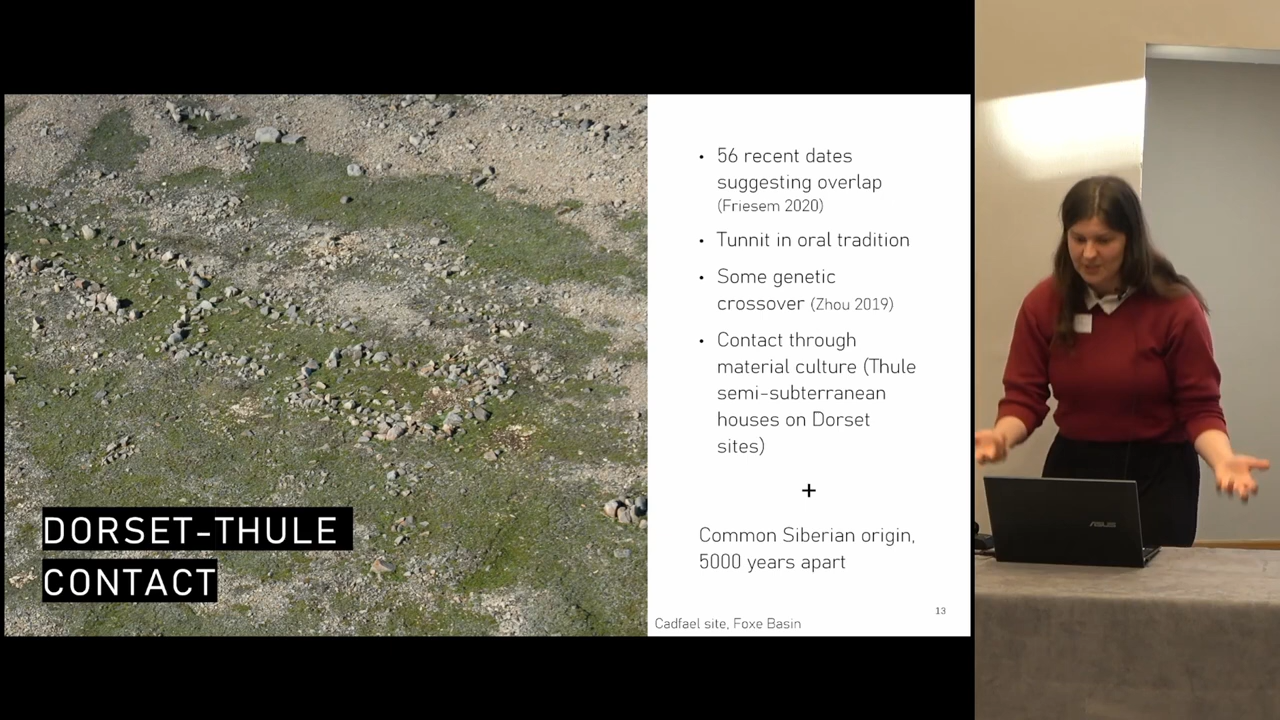 56 recent dates
suggesting overlap
(Friesem 2020)
Tunnit in oral tradition
Some genetic
crossover (Zhou 2019)
Contact through
material culture (Thule
semi-subterranean
houses on Dorset
sites)
+
Common Siberian origin,
5000 years apart
DORSET-THULE
CONTACT
13
Cadfael site, Foxe Basin
ASUS